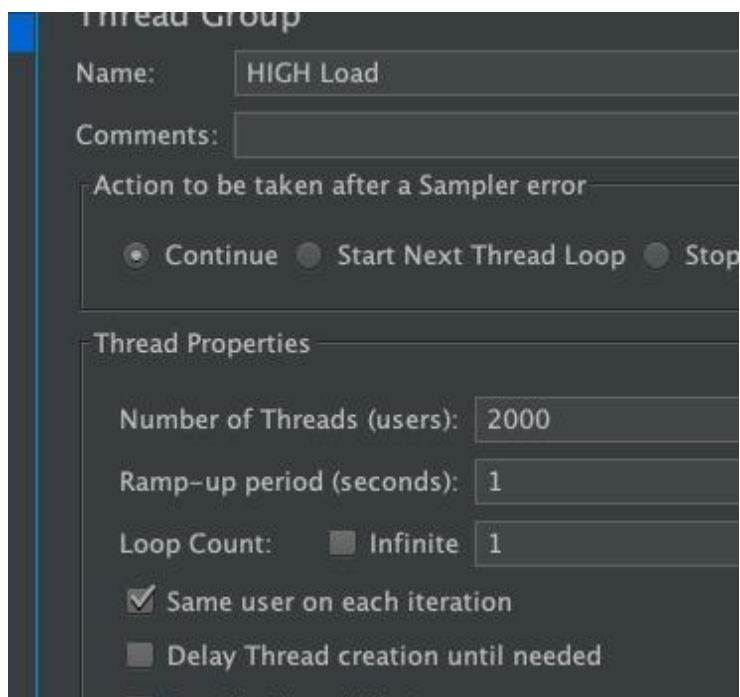 Thread Group
Name: HIGH Load
Comments:
Action to be taken after a Sampler error
Continue Start Next Thread Loop Stop
Thread Properties
Number of Threads (users): 2000
Ramp-up period (seconds): 1
Loop Count: Infinite 1
Same user on each iteration
Delay Thread creation until needed